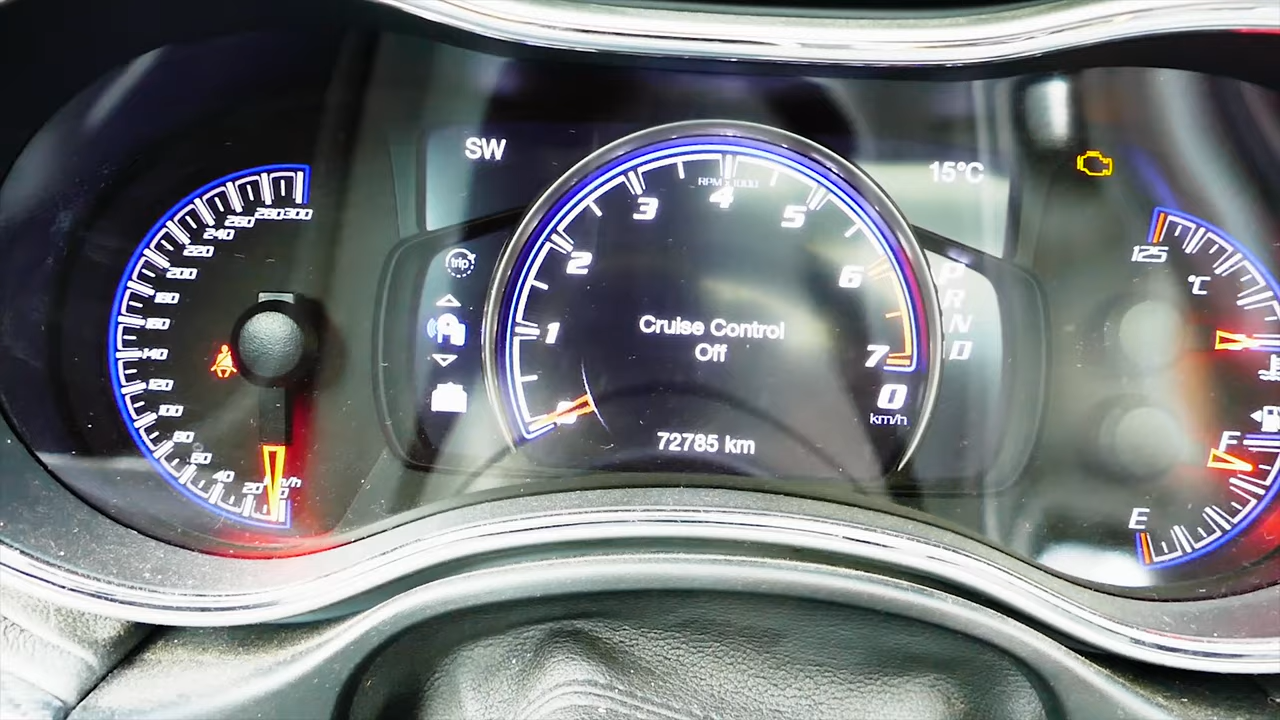 SW
15°C
RPM x1000
0
1
2
3
4
5
6
7
trip
Cruise Control
Off
0
km/h
72785 km
P
R
N
D
300
280
260
240
220
200
180
160
140
120
100
80
60
40
20
125
°C
F
E